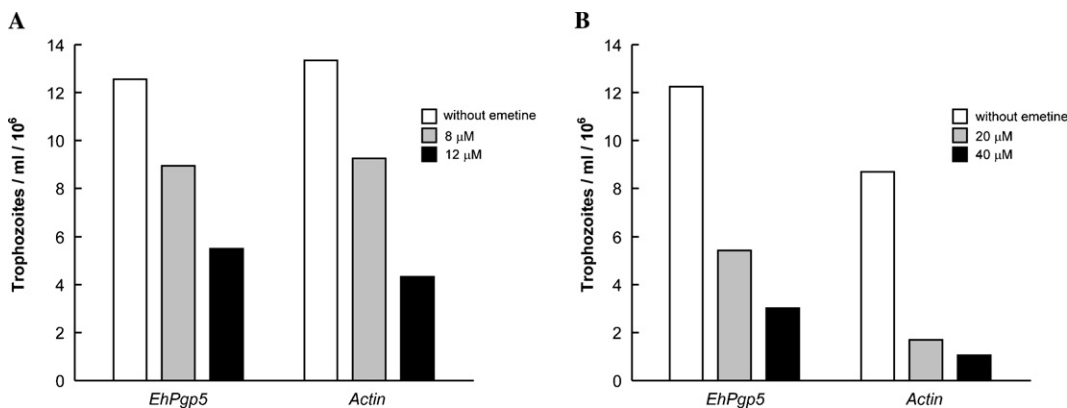 A
Trophozoites / ml / 10⁶
14
12
10
8
6
4
2
0
without emetine
8 μM
12 μM
EhPgp5
Actin
B
Trophozoites / ml / 10⁶
14
12
10
8
6
4
2
0
without emetine
20 μM
40 μM
EhPgp5
Actin